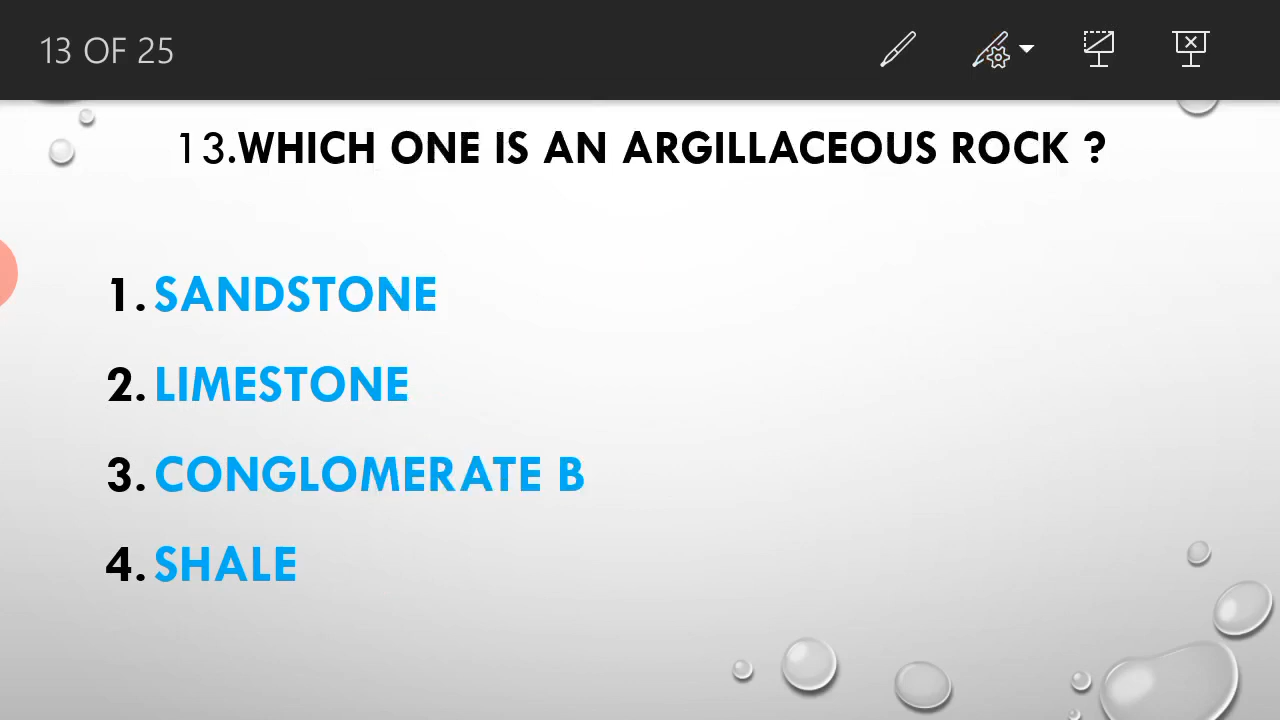 13 OF 25
13.WHICH ONE IS AN ARGILLACEOUS ROCK ?
1. SANDSTONE
2. LIMESTONE
3. CONGLOMERATE B
4. SHALE